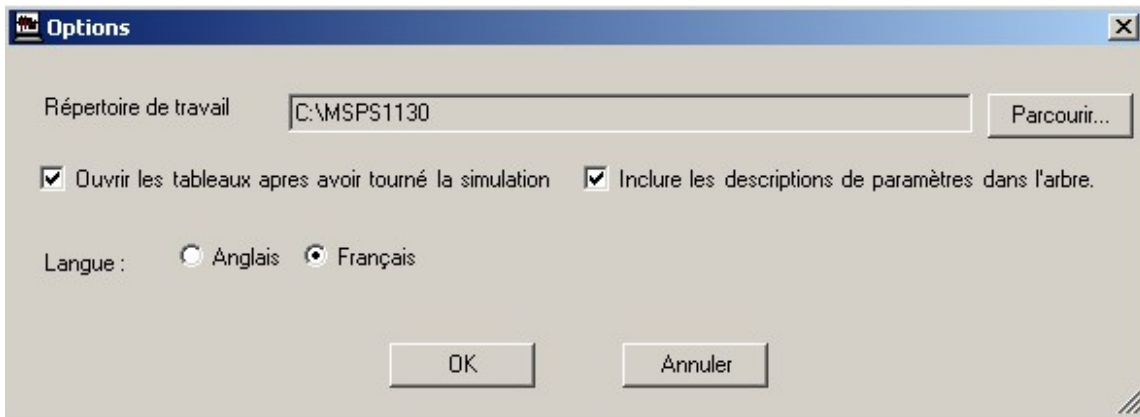 Options
Répertoire de travail C:\MSPS1130 Parcourir...
Ouvrir les tableaux apres avoir tourné la simulation Inclure les descriptions de paramètres dans l'arbre.
Langue : Anglais Français
OK Annuler